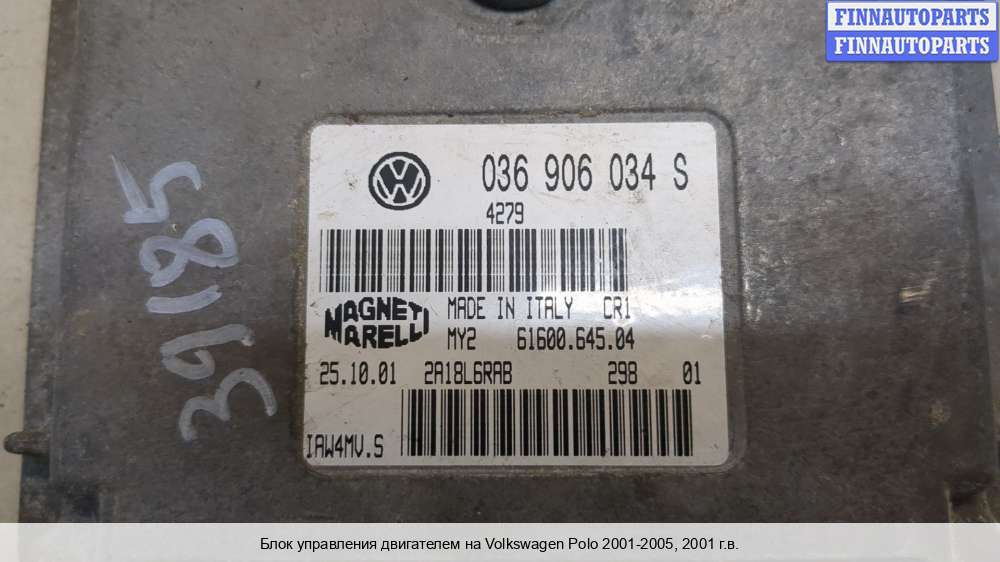 FINNAUTOPARTS
FINNAUTOPARTS
39185
036 906 034 S
4279
MAGNETI
MARELLI
MADE IN ITALY CR1
MY2 61600.645.04
25.10.01 2A18L6RAB 298 01
IAW4MV.S
Блок управления двигателем на Volkswagen Polo 2001-2005, 2001 г.в.